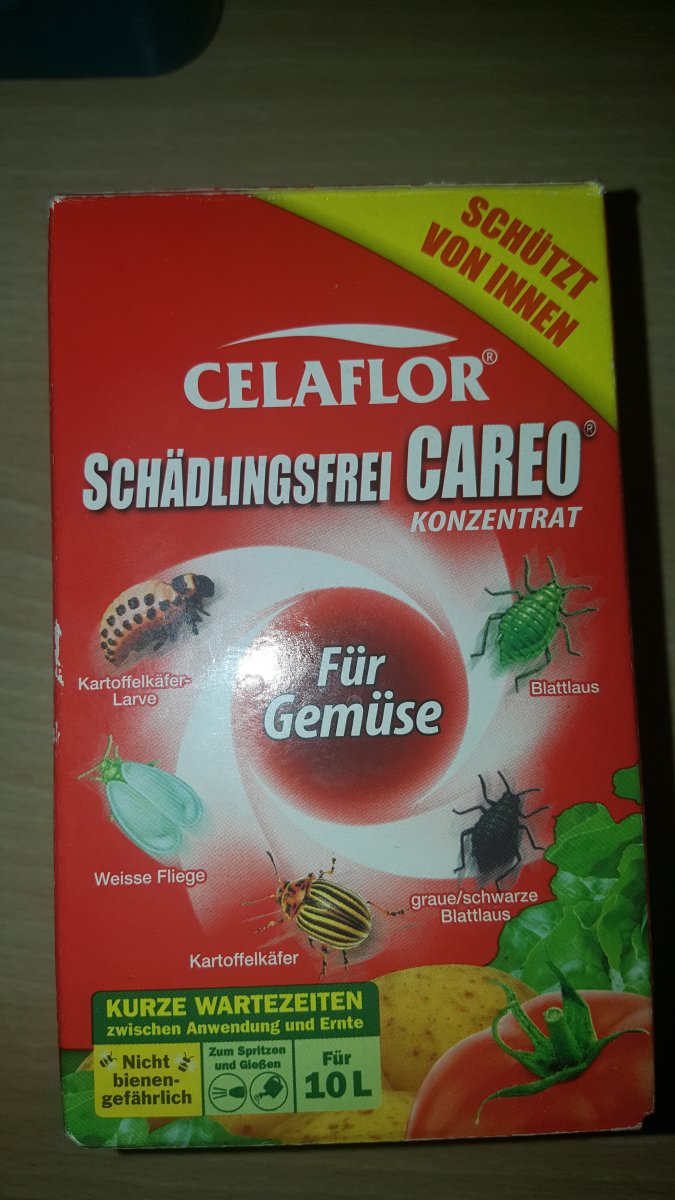 SCHÜTZT
VON INNEN
CELAFLOR®
SCHÄDLINGSFREI CAREO®
KONZENTRAT
Kartoffelkäfer-
Larve
Für
Gemüse
Blattlaus
Weisse Fliege
graue/schwarze
Blattlaus
Kartoffelkäfer
KURZE WARTEZEITEN
zwischen Anwendung und Ernte
Nicht
bienen-
gefährlich
Zum Spritzen
und Gießen
Für
10 L